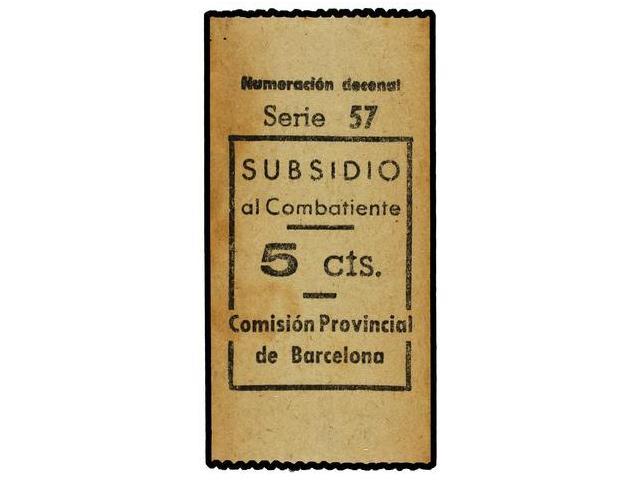 Numeración decenal
Serie 57
SUBSIDIO
al Combatiente
5 cts.
Comisión Provincial
de Barcelona